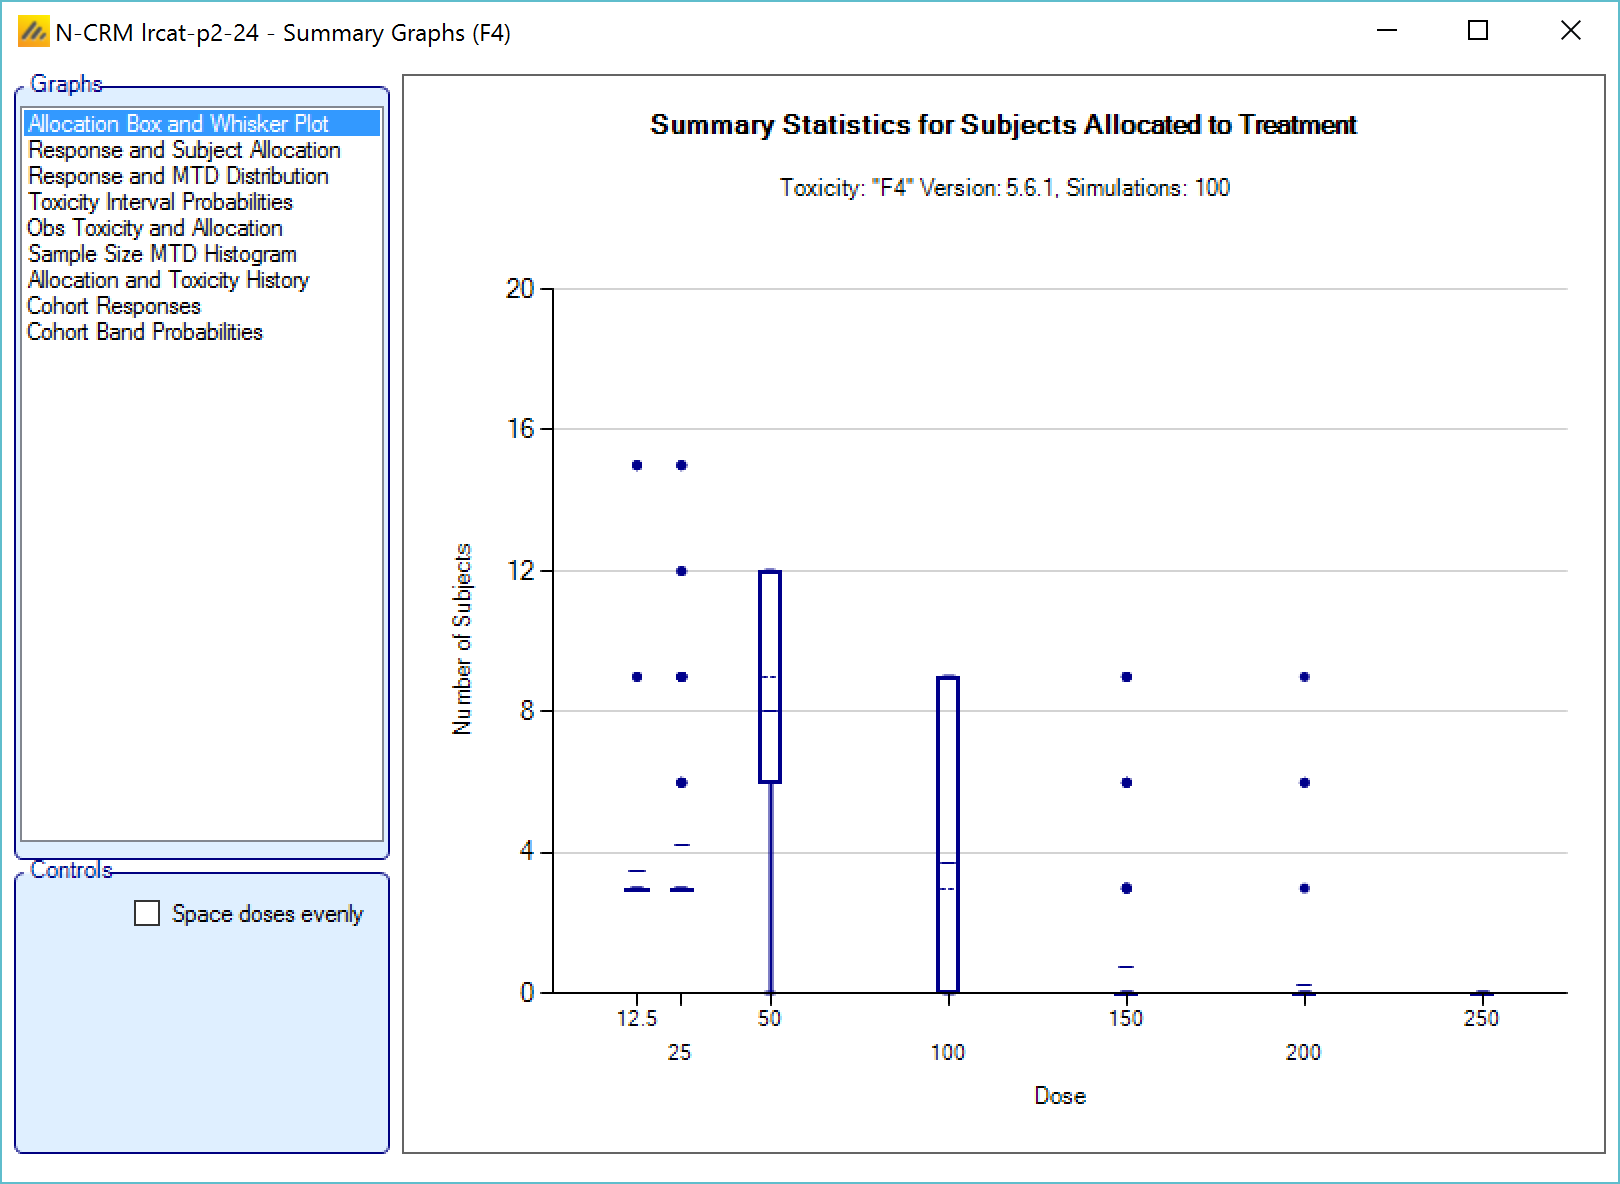 N-CRM lrcat-p2-24 - Summary Graphs (F4)
Graphs
Allocation Box and Whisker Plot
Response and Subject Allocation
Response and MTD Distribution
Toxicity Interval Probabilities
Obs Toxicity and Allocation
Sample Size MTD Histogram
Allocation and Toxicity History
Cohort Responses
Cohort Band Probabilities
Controls
Space doses evenly
Summary Statistics for Subjects Allocated to Treatment
Toxicity: "F4" Version: 5.6.1, Simulations: 100
Number of Subjects
20
16
12
8
4
0
12.5 50 150 250
25 100 200
Dose